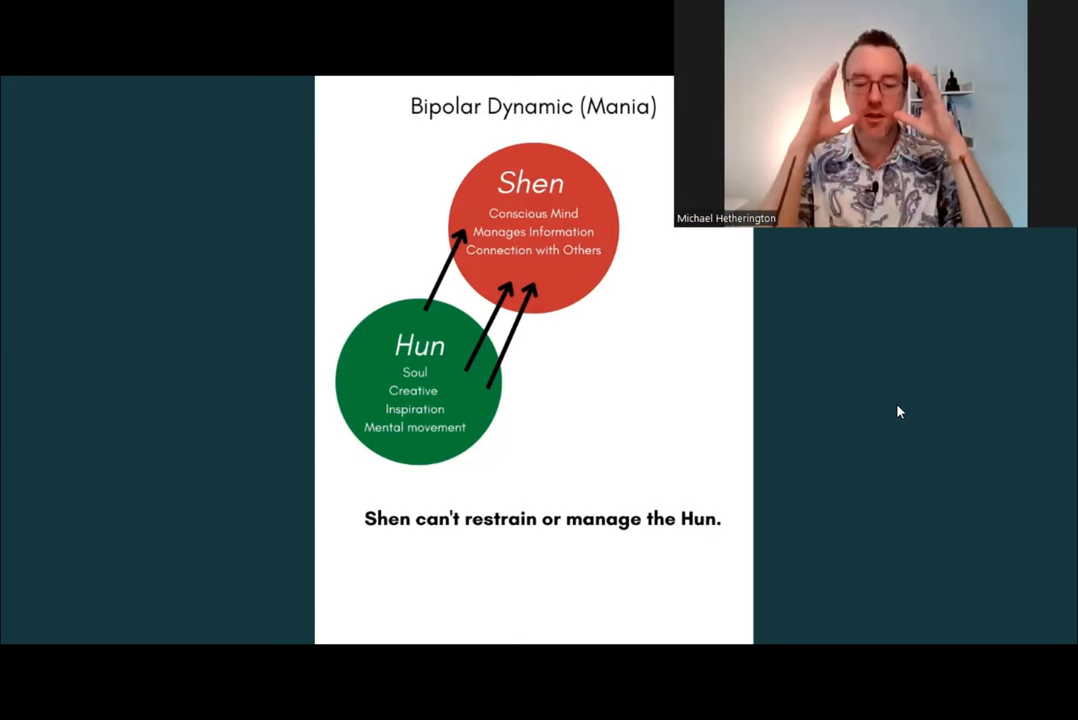 Bipolar Dynamic (Mania)
Shen
Conscious Mind
Manages Information
Connection with Others
Michael Hetherington
Hun
Soul
Creative
Inspiration
Mental movement
Shen can't restrain or manage the Hun.